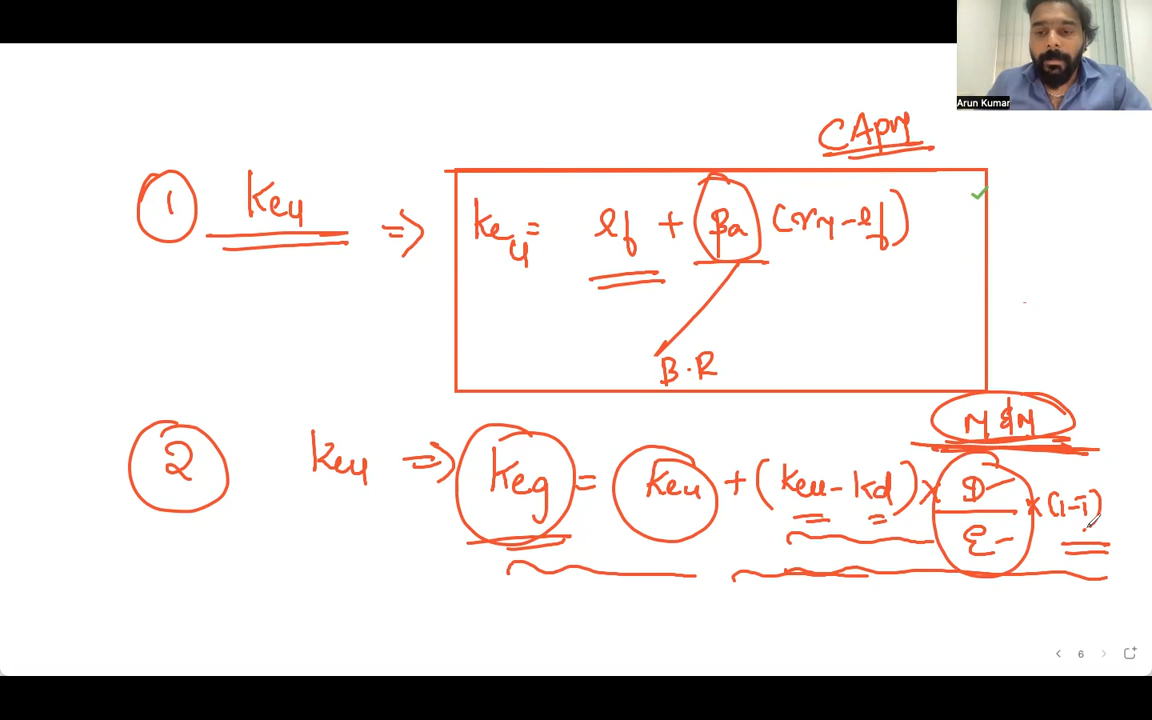 Arun Kumar
CAPM
1 Keu ⇒ Keu = rf + βa (rm - rf)
B.R
M & M
2 Keu ⇒ Keg = Keu + (Keu - Kd) × D/E × (1-T)
6